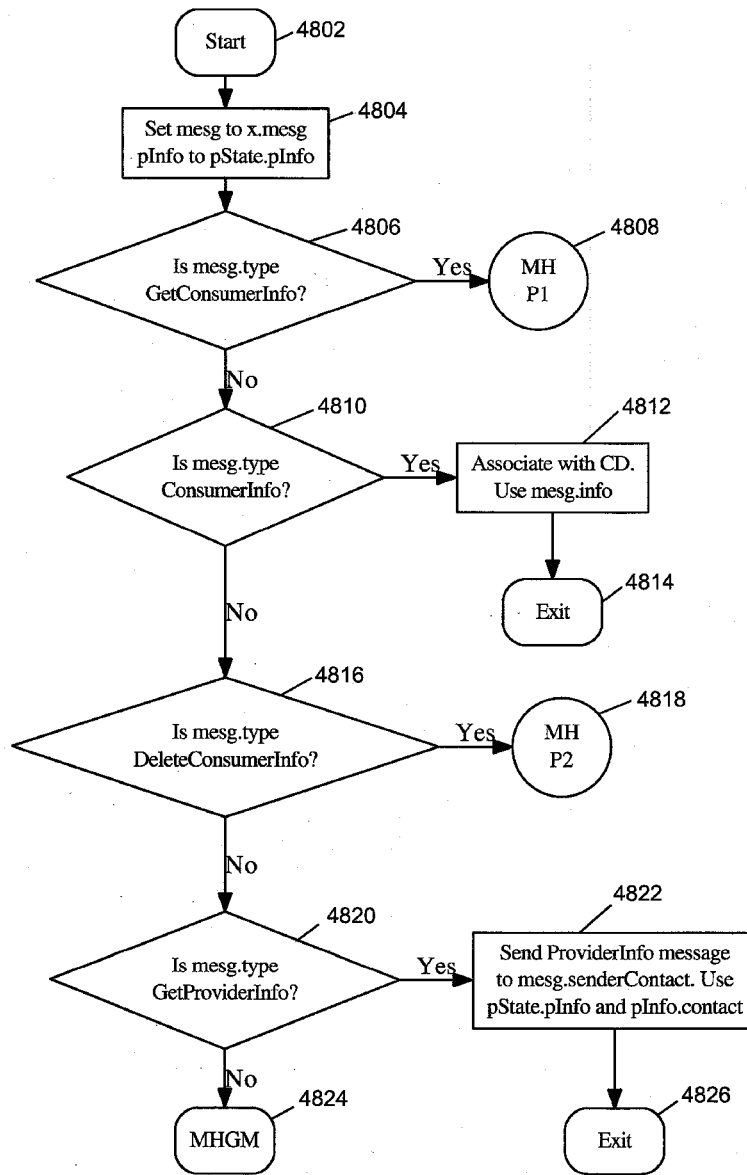 Start
4802
Set mesg to x.mesg
pInfo to pState.pInfo
4804
Is mesg.type
GetConsumerInfo?
4806
Yes
MH
P1
4808
No
Is mesg.type
ConsumerInfo?
4810
Yes
Associate with CD.
Use mesg.info
4812
Exit
4814
No
Is mesg.type
DeleteConsumerInfo?
4816
Yes
MH
P2
4818
No
Is mesg.type
GetProviderInfo?
4820
Yes
Send ProviderInfo message
to mesg.senderContact. Use
pState.pInfo and pInfo.contact
4822
No
MHGM
4824
Exit
4826